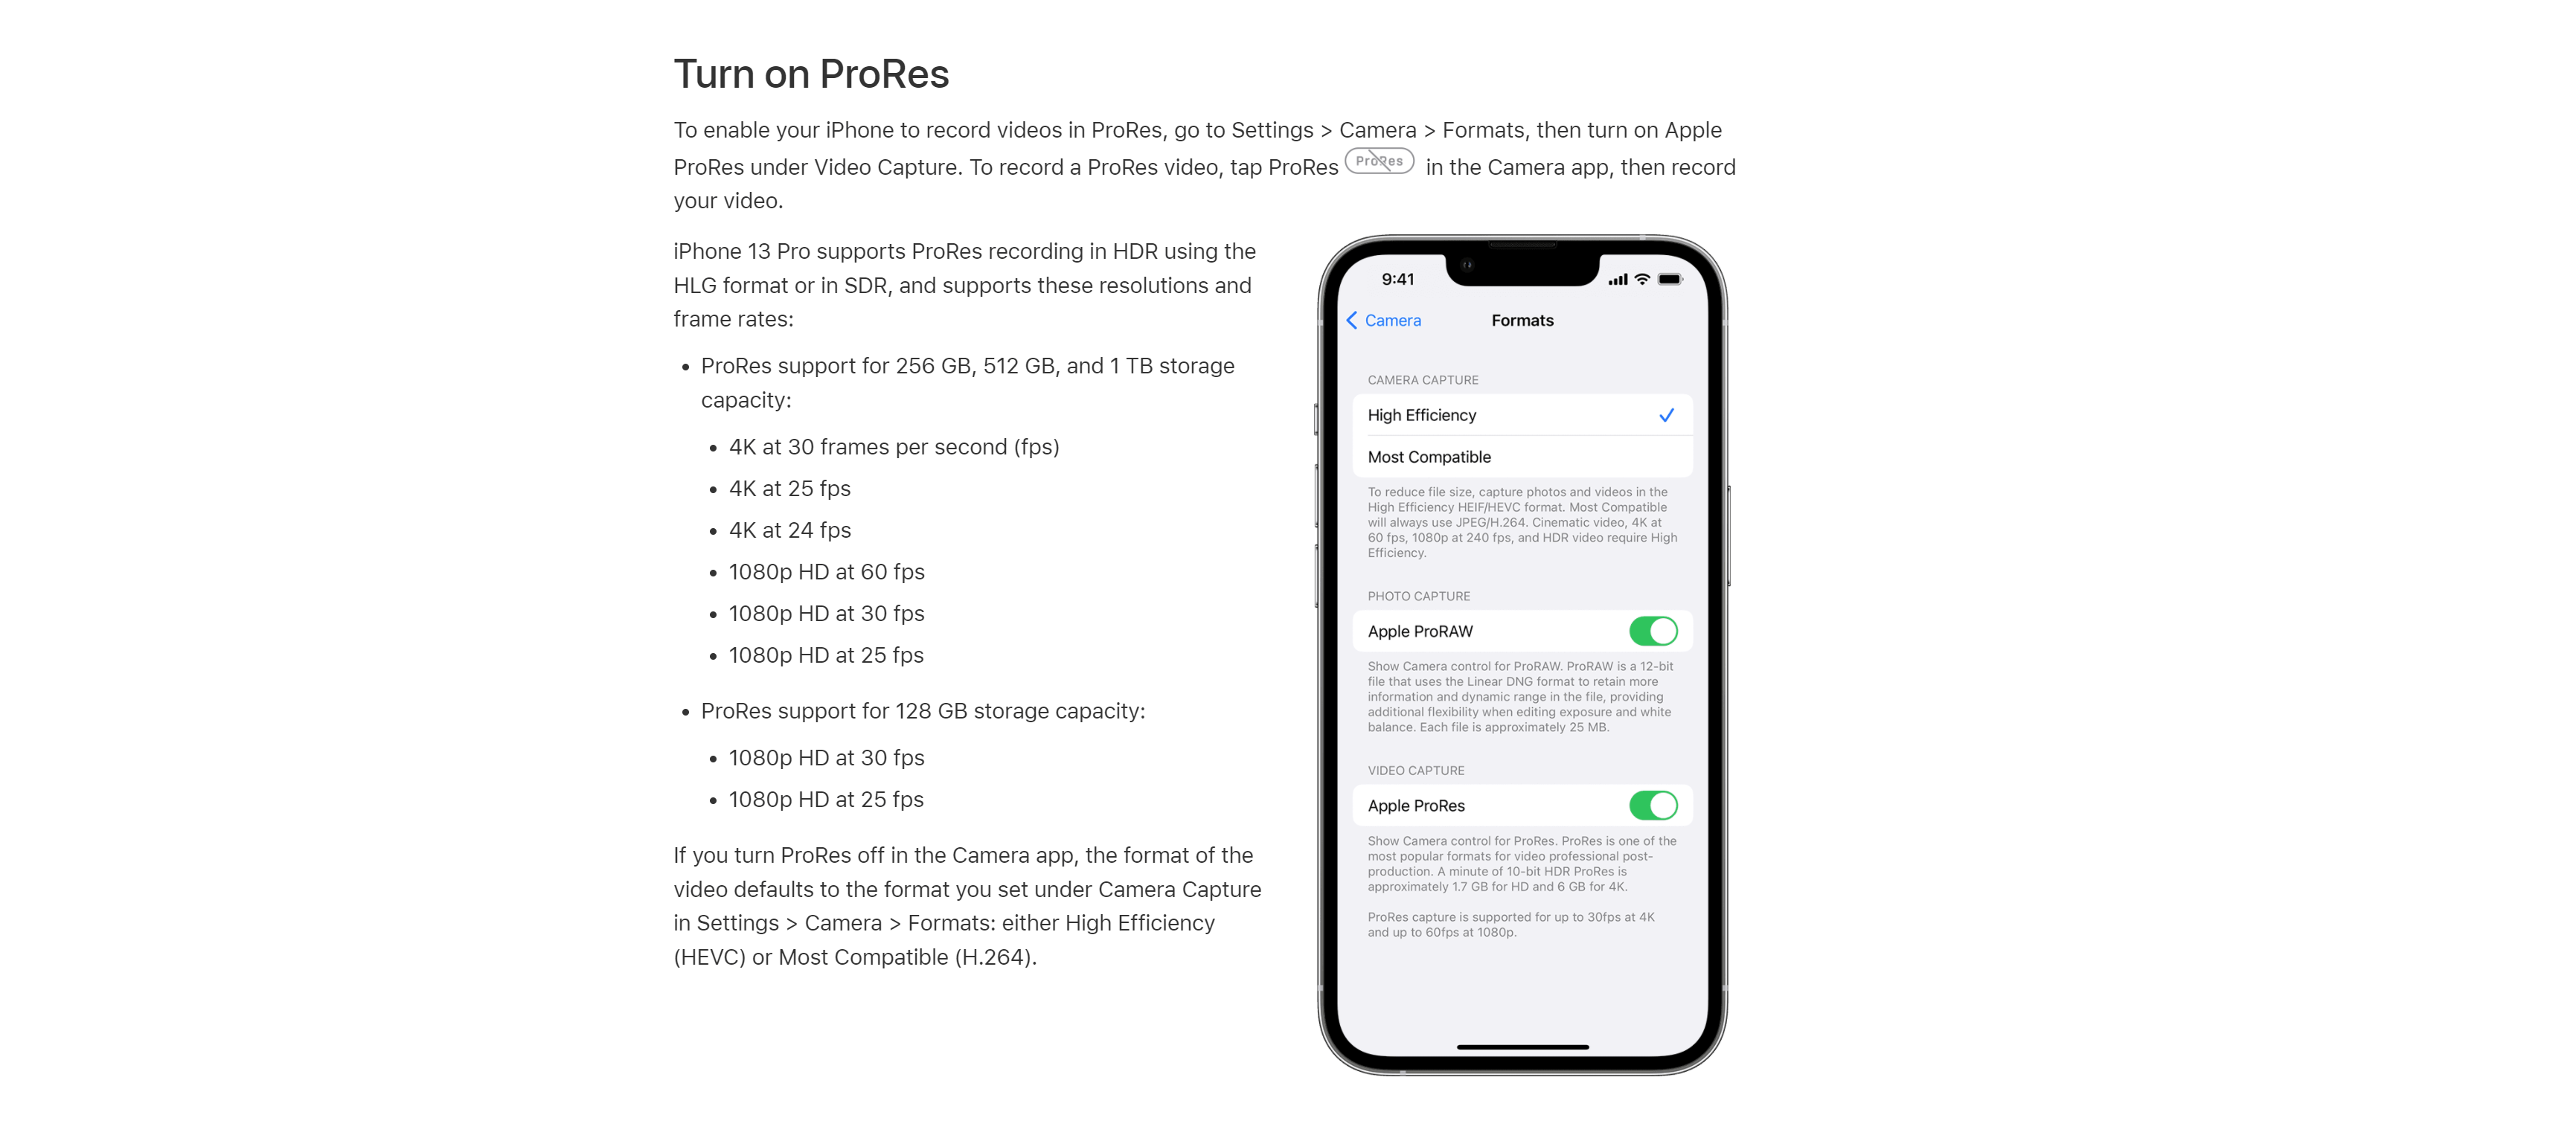 Turn on ProRes
To enable your iPhone to record videos in ProRes, go to Settings > Camera > Formats, then turn on Apple
ProRes under Video Capture. To record a ProRes video, tap ProRes ProRes in the Camera app, then record
your video.
iPhone 13 Pro supports ProRes recording in HDR using the
HLG format or in SDR, and supports these resolutions and
frame rates:
• ProRes support for 256 GB, 512 GB, and 1 TB storage
capacity:
• 4K at 30 frames per second (fps)
• 4K at 25 fps
• 4K at 24 fps
• 1080p HD at 60 fps
• 1080p HD at 30 fps
• 1080p HD at 25 fps
• ProRes support for 128 GB storage capacity:
• 1080p HD at 30 fps
• 1080p HD at 25 fps
If you turn ProRes off in the Camera app, the format of the
video defaults to the format you set under Camera Capture
in Settings > Camera > Formats: either High Efficiency
(HEVC) or Most Compatible (H.264).
9:41
Camera Formats
CAMERA CAPTURE
High Efficiency
Most Compatible
To reduce file size, capture photos and videos in the
High Efficiency HEIF/HEVC format. Most Compatible
will always use JPEG/H.264. Cinematic video, 4K at
60 fps, 1080p at 240 fps, and HDR video require High
Efficiency.
PHOTO CAPTURE
Apple ProRAW
Show Camera control for ProRAW. ProRAW is a 12-bit
file that uses the Linear DNG format to retain more
information and dynamic range in the file, providing
additional flexibility when editing exposure and white
balance. Each file is approximately 25 MB.
VIDEO CAPTURE
Apple ProRes
Show Camera control for ProRes. ProRes is one of the
most popular formats for video professional post-
production. A minute of 10-bit HDR ProRes is
approximately 1.7 GB for HD and 6 GB for 4K.
ProRes capture is supported for up to 30fps at 4K
and up to 60fps at 1080p.